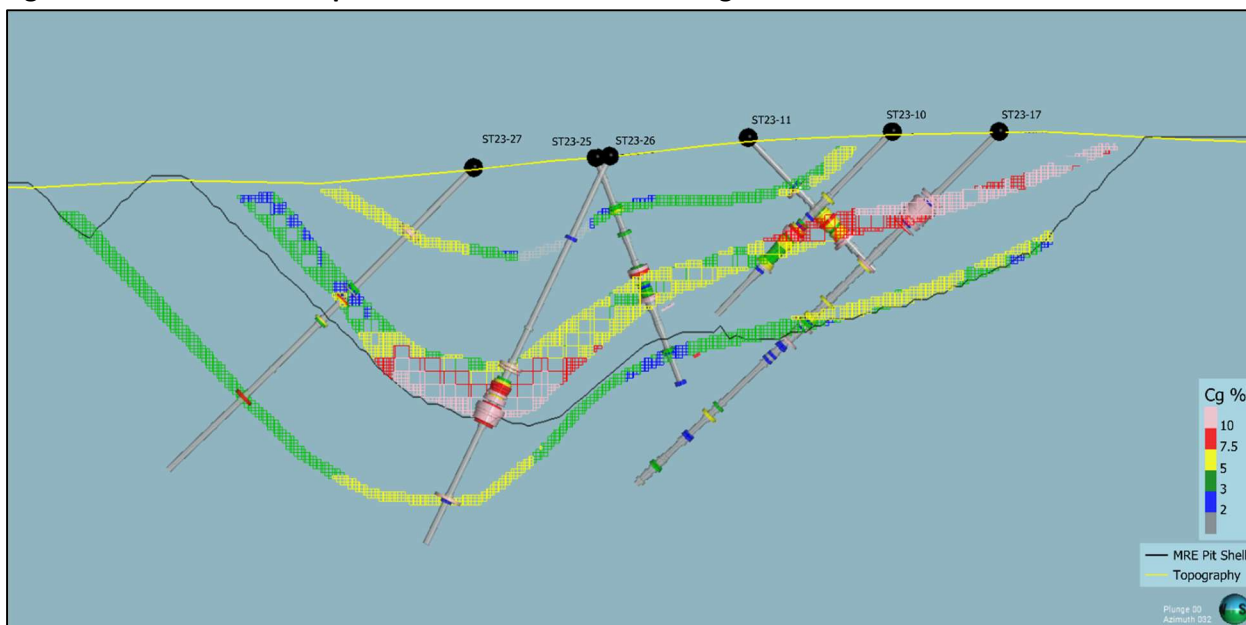 ST23-27
ST23-25
ST23-26
ST23-11
ST23-10
ST23-17
Cg %
10
7.5
5
3
2
MRE Pit Shell
Topography
Plunge 00
Azimuth 032
S